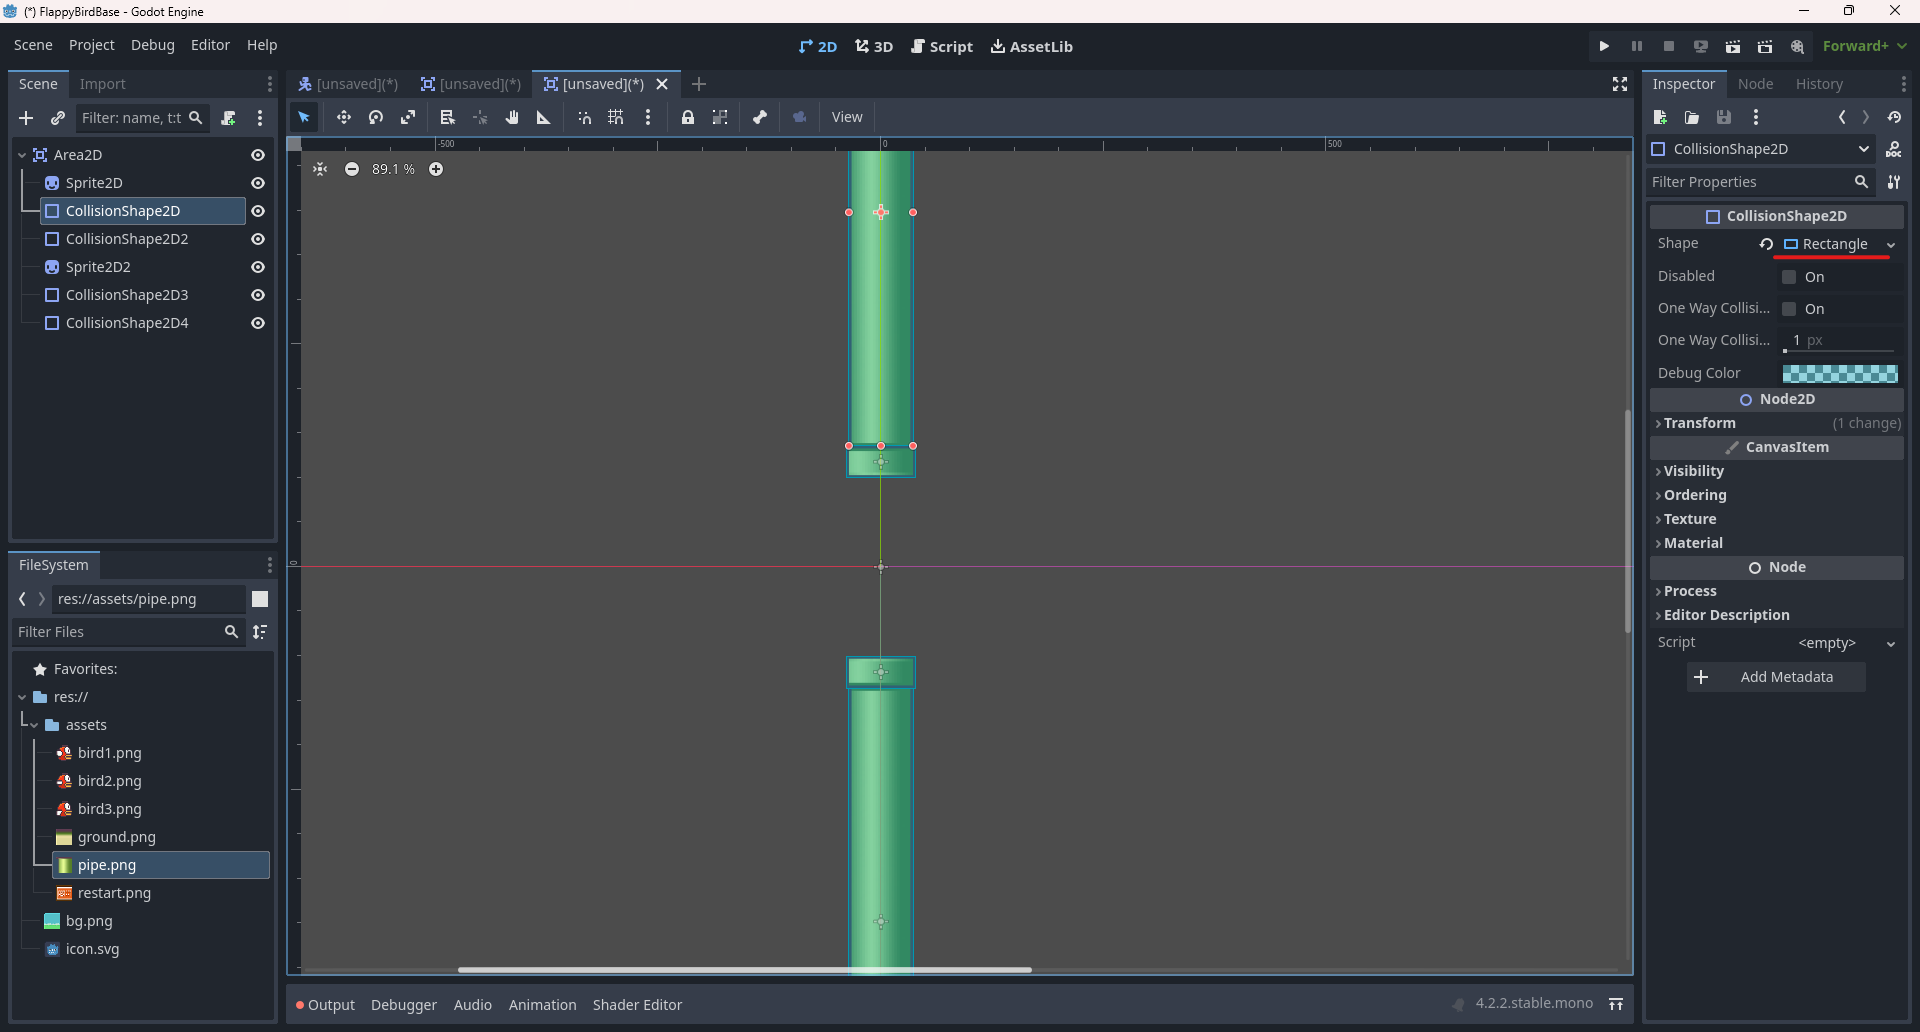 (*) FlappyBirdBase - Godot Engine
Scene Project Debug Editor Help
2D 3D Script AssetLib
Forward+
Scene Import
[unsaved](*) [unsaved](*) [unsaved](*)
Inspector Node History
Filter: name, t:t
View
Area2D
Sprite2D
CollisionShape2D
CollisionShape2D2
Sprite2D2
CollisionShape2D3
CollisionShape2D4
-500 0 500
89.1 %
0
CollisionShape2D
DOC
Filter Properties
CollisionShape2D
Shape Rectangle
Disabled On
One Way Collisi... On
One Way Collisi... 1 px
Debug Color
Node2D
Transform (1 change)
CanvasItem
Visibility
Ordering
Texture
Material
Node
Process
Editor Description
Script <empty>
Add Metadata
FileSystem
res://assets/pipe.png
Filter Files
Favorites:
res://
assets
bird1.png
bird2.png
bird3.png
ground.png
pipe.png
restart.png
bg.png
icon.svg
Output Debugger Audio Animation Shader Editor
4.2.2.stable.mono